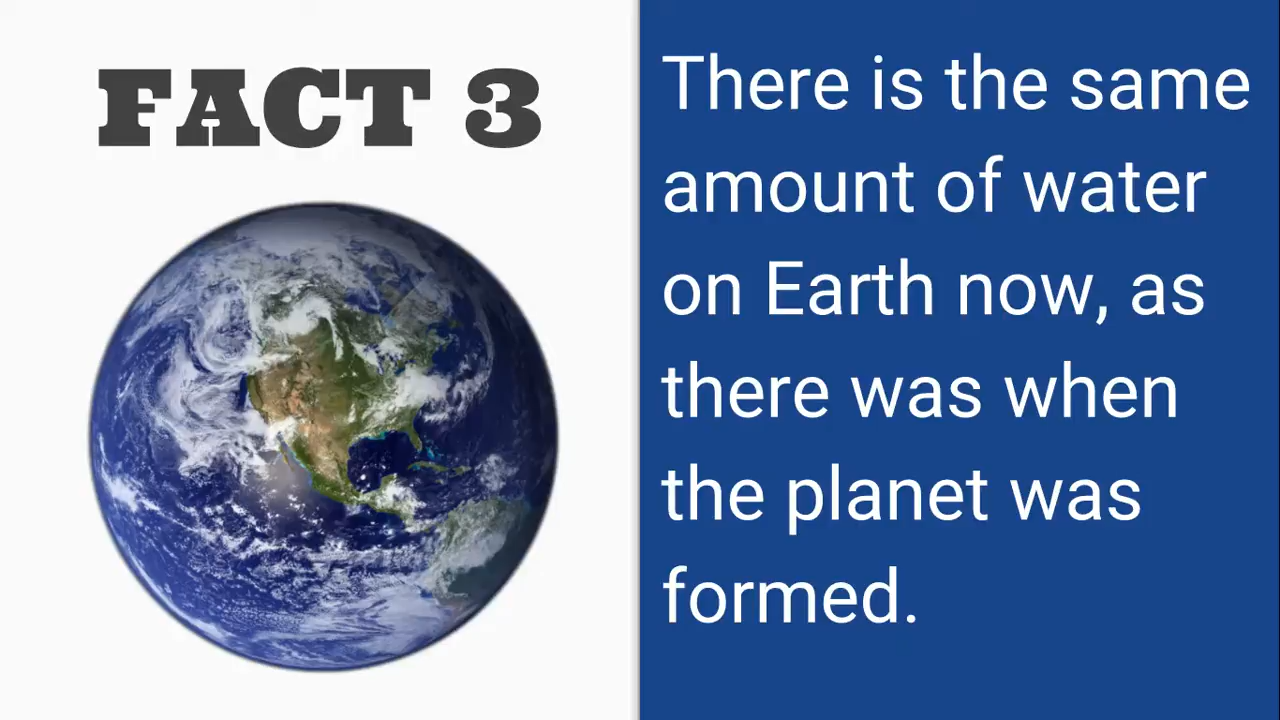 FACT 3
There is the same
amount of water
on Earth now, as
there was when
the planet was
formed.